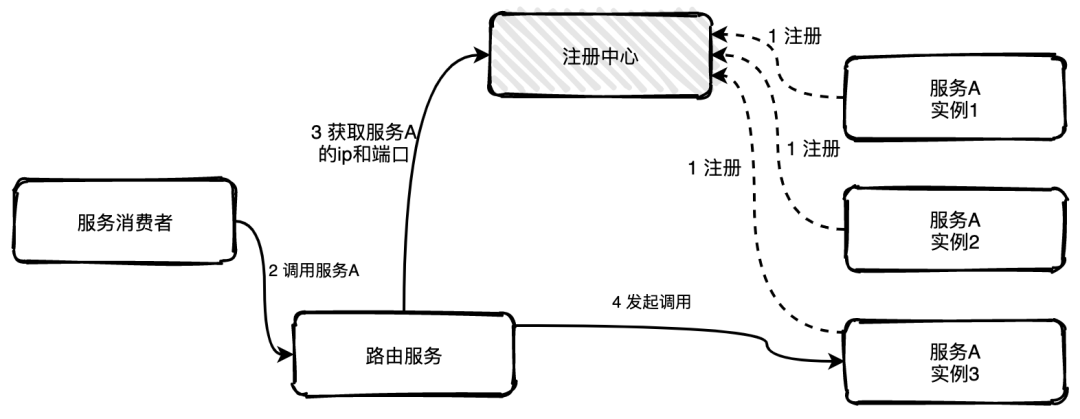 注册中心
1 注册
服务A
实例1
3 获取服务A
的ip和端口
1 注册
1 注册
服务消费者
服务A
实例2
2 调用服务A
4 发起调用
路由服务
服务A
实例3